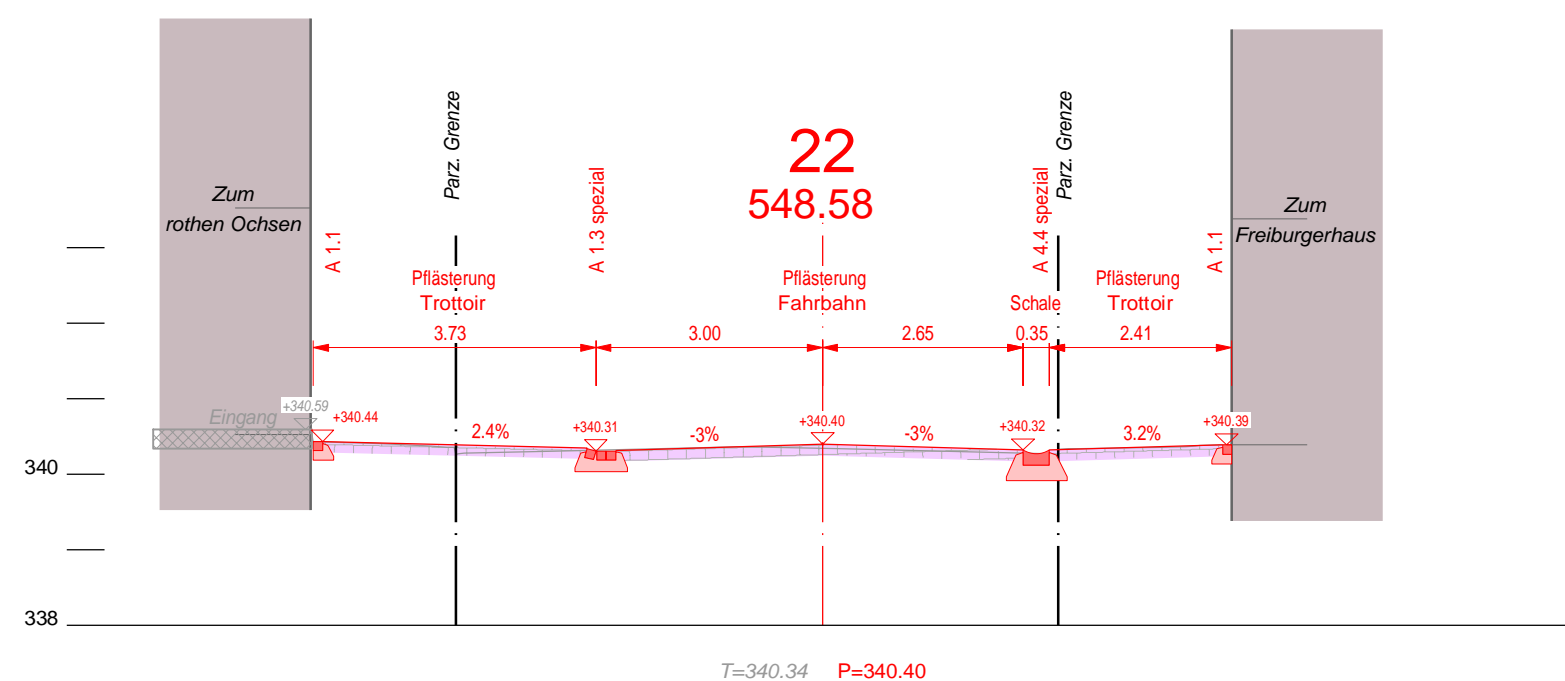 22
548.58
Zum
rothen Ochsen
Parz. Grenze
A 1.1
A 1.3 spezial
A 4.4 spezial
Parz. Grenze
A 1.1
Zum
Freiburgerhaus
Pflästerung
Trottoir
Pflästerung
Fahrbahn
Schale
Pflästerung
Trottoir
3.73
3.00
2.65
0.35
2.41
Eingang
+340.59
+340.44
2.4%
+340.31
-3%
+340.40
-3%
+340.32
3.2%
+340.39
340
338
T=340.34 P=340.40